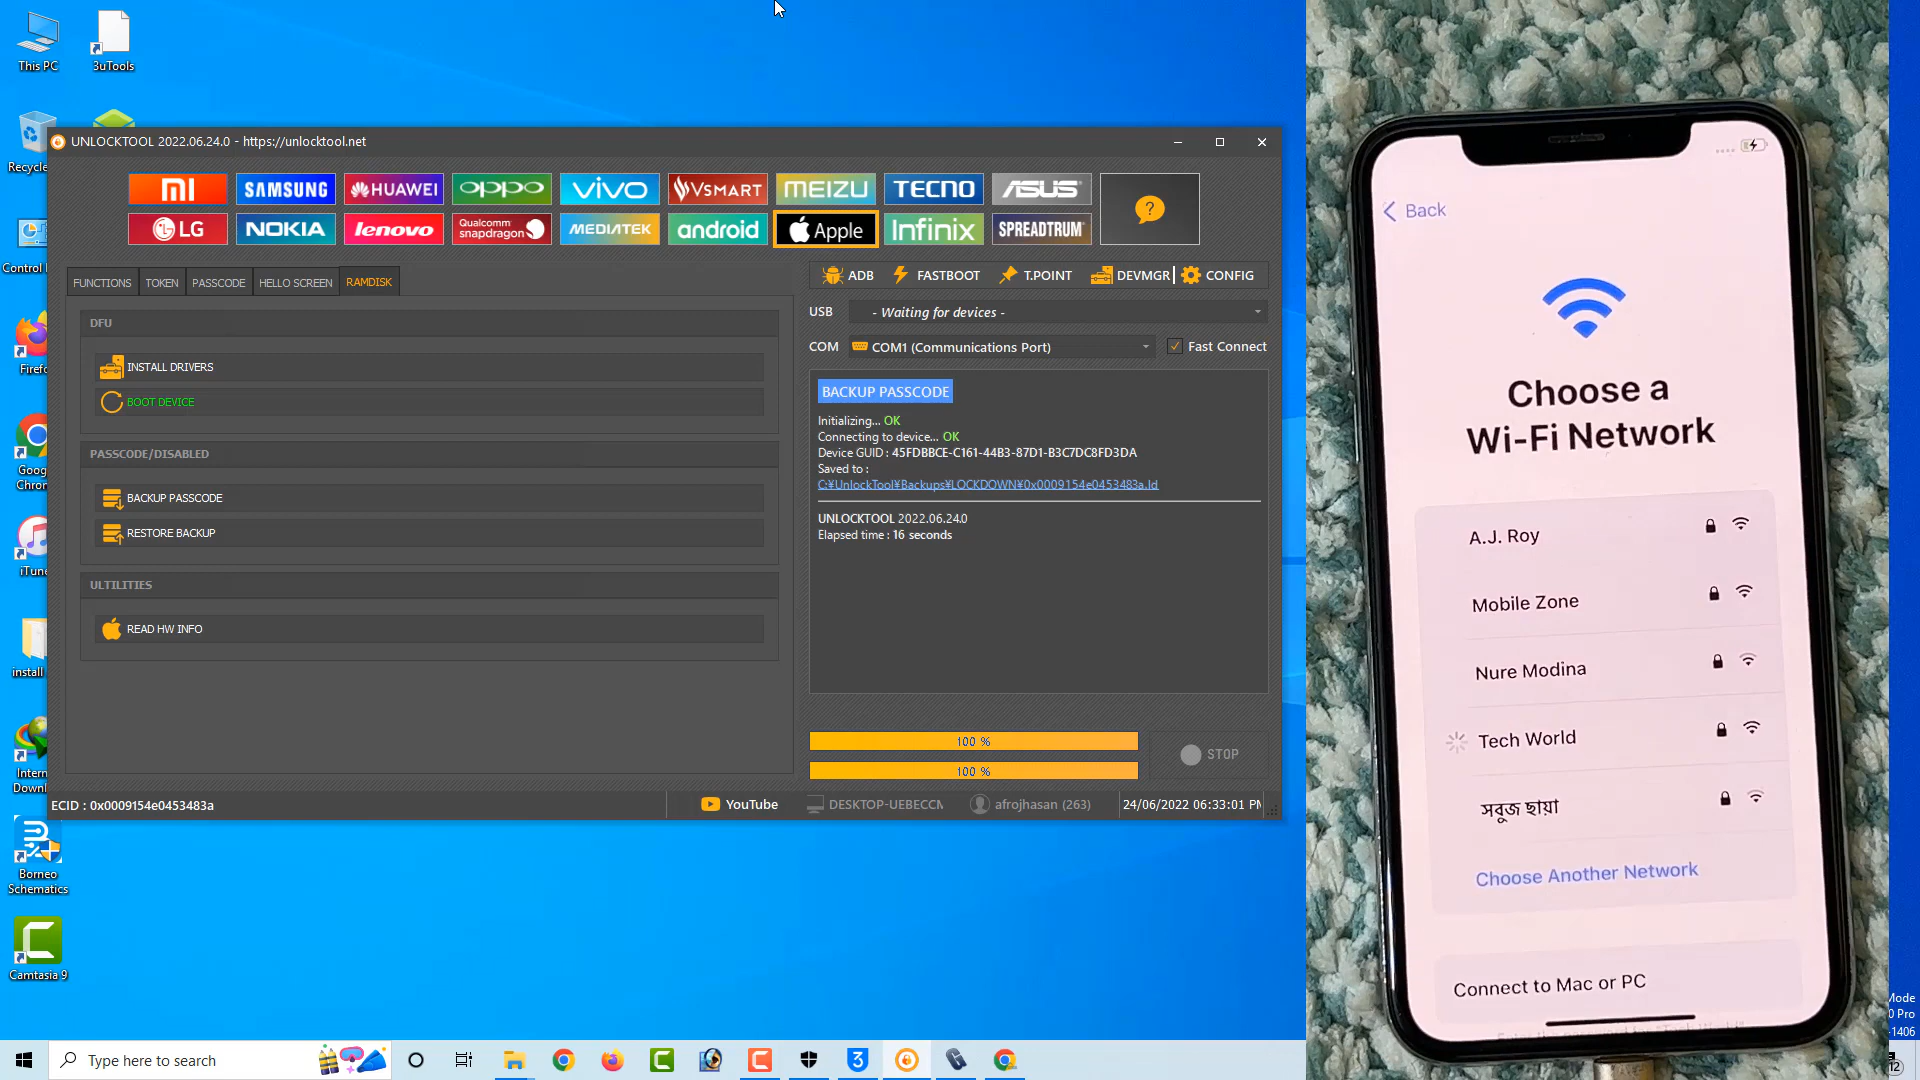 This PC
3uTools
Recycle
Control
Firefo
Goog
Chron
iTune
install
Intern
Downl
Borneo
Schematics
Camtasia 9
UNLOCKTOOL 2022.06.24.0 - https://unlocktool.net
mi
SAMSUNG
HUAWEI
oppo
vivo
VSMART
MEIZU
TECNO
ASUS
LG
NOKIA
lenovo
Qualcomm
snapdragon
MEDIATEK
android
Apple
Infinix
SPREADTRUM
?
FUNCTIONS
TOKEN
PASSCODE
HELLO SCREEN
RAMDISK
DFU
INSTALL DRIVERS
BOOT DEVICE
PASSCODE/DISABLED
BACKUP PASSCODE
RESTORE BACKUP
ULTILITIES
READ HW INFO
ADB
FASTBOOT
T.POINT
DEVMGR
CONFIG
USB
- Waiting for devices -
COM
COM1 (Communications Port)
Fast Connect
BACKUP PASSCODE
Initializing... OK
Connecting to device... OK
Device GUID : 45FDBBCE-C161-44B3-87D1-B3C7DC8FD3DA
Saved to :
C:¥UnlockTool¥Backups¥LOCKDOWN¥0x0009154e0453483a.ld
UNLOCKTOOL 2022.06.24.0
Elapsed time : 16 seconds
100 %
100 %
STOP
ECID : 0x0009154e0453483a
YouTube
DESKTOP-UEBECCM
afrojhasan (263)
24/06/2022 06:33:01 PM
Type here to search
Back
Choose a
Wi-Fi Network
A.J. Roy
Mobile Zone
Nure Modina
Tech World
সবুজ ছায়া
Choose Another Network
Connect to Mac or PC
Mode
0 Pro
-1406
12